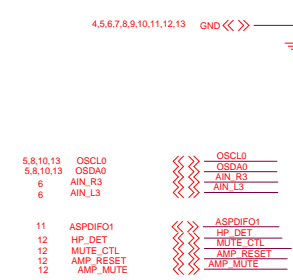 4,5,6,7,8,9,10,11,12,13 GND
5,8,10,13 OSCL0 OSCL0
5,8,10,13 OSDA0 OSDA0
6 AIN_R3 AIN_R3
6 AIN_L3 AIN_L3
11 ASPDIFO1 ASPDIFO1
12 HP_DET HP_DET
12 MUTE_CTL MUTE_CTL
12 AMP_RESET AMP_RESET
12 AMP_MUTE AMP_MUTE